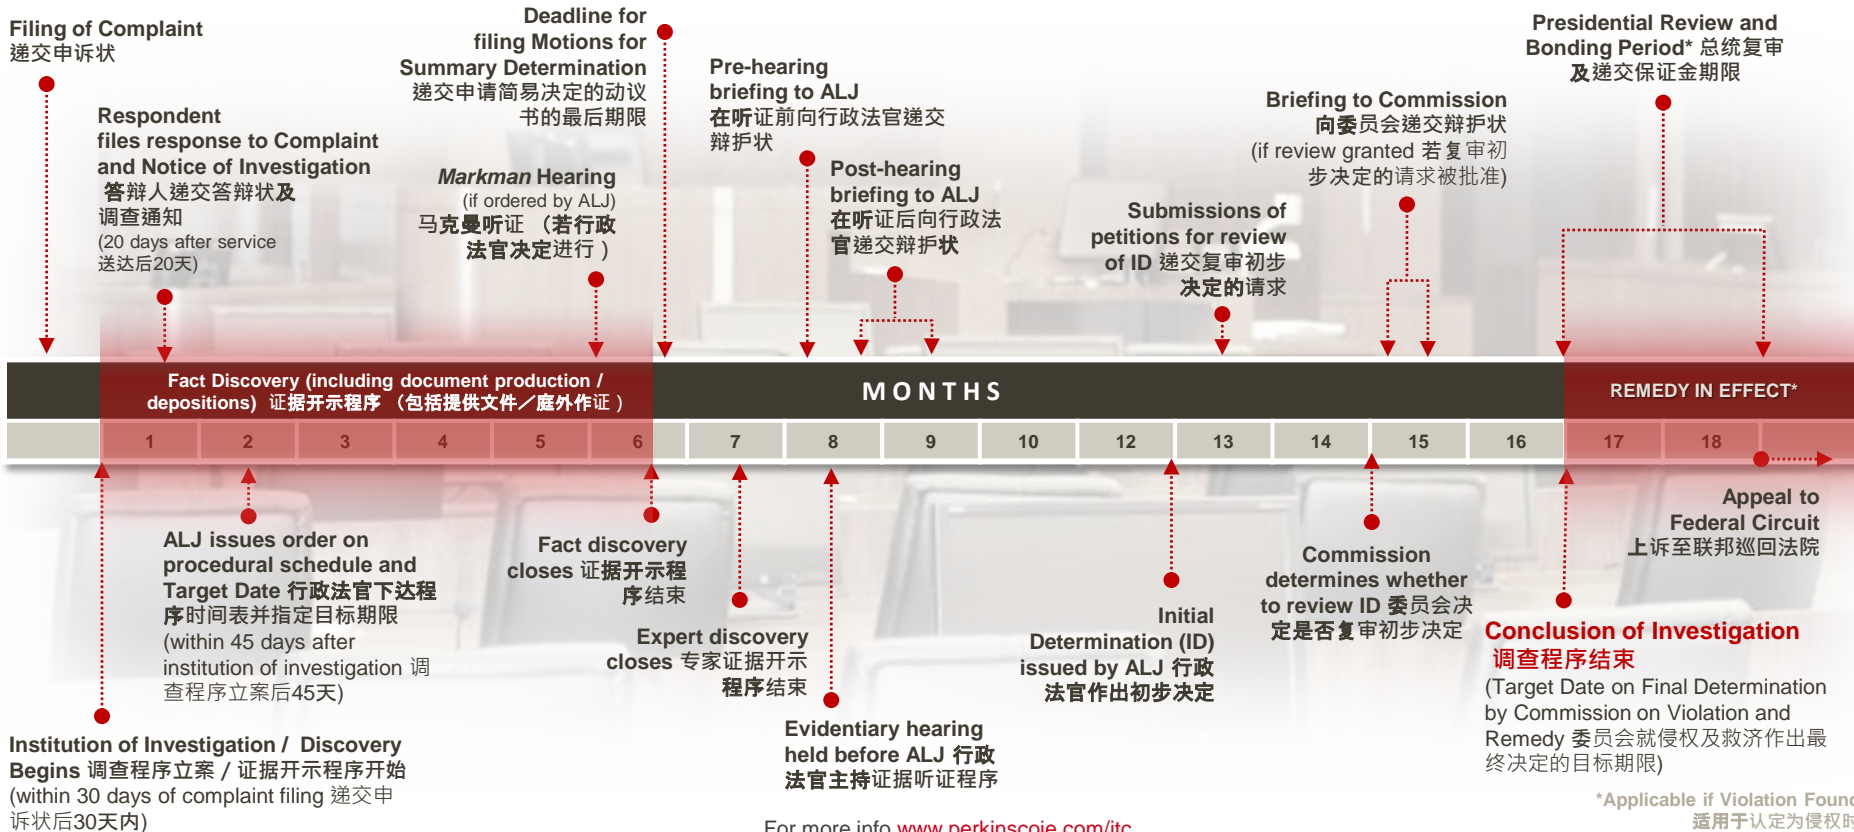 Filing of Complaint
递交申诉状
Respondent
files response to Complaint
and Notice of Investigation
答辩人递交答辩状及
调查通知
(20 days after service
送达后20天)
Deadline for
filing Motions for
Summary Determination
递交申请简易决定的动议
书的最后期限
Markman Hearing
(if ordered by ALJ)
马克曼听证 （若行政
法官决定进行 ）
Pre-hearing
briefing to ALJ
在听证前向行政法官递交
辩护状
Post-hearing
briefing to ALJ
在听证后向行政法
官递交辩护状
Submissions of
petitions for review
of ID 递交复审初步
决定的请求
Briefing to Commission
向委员会递交辩护状
(if review granted 若复审初
步决定的请求被批准)
Presidential Review and
Bonding Period* 总统复审
及递交保证金期限
Fact Discovery (including document production /
depositions) 证据开示程序 （包括提供文件／庭外作证 ）
MONTHS
REMEDY IN EFFECT*
1 2 3 4 5 6 7 8 9 10 11 12 13 14 15 16 17 18
ALJ issues order on
procedural schedule and
Target Date 行政法官下达程
序时间表并指定目标期限
(within 45 days after
institution of investigation 调
查程序立案后45天)
Institution of Investigation / Discovery
Begins 调查程序立案 / 证据开示程序开始
(within 30 days of complaint filing 递交申
诉状后30天内)
Fact discovery
closes 证据开示程
序结束
Expert discovery
closes 专家证据开示
程序结束
Evidentiary hearing
held before ALJ 行政
法官主持证据听证程序
Initial
Determination (ID)
issued by ALJ 行政
法官作出初步决定
Commission
determines whether
to review ID 委员会决
定是否复审初步决定
Appeal to
Federal Circuit
上诉至联邦巡回法院
Conclusion of Investigation
调查程序结束
(Target Date on Final Determination
by Commission on Violation and
Remedy 委员会就侵权及救济作出最
终决定的目标期限)
*Applicable if Violation Found
适用于认定为侵权时
For more info www.perkinscoie.com/itc